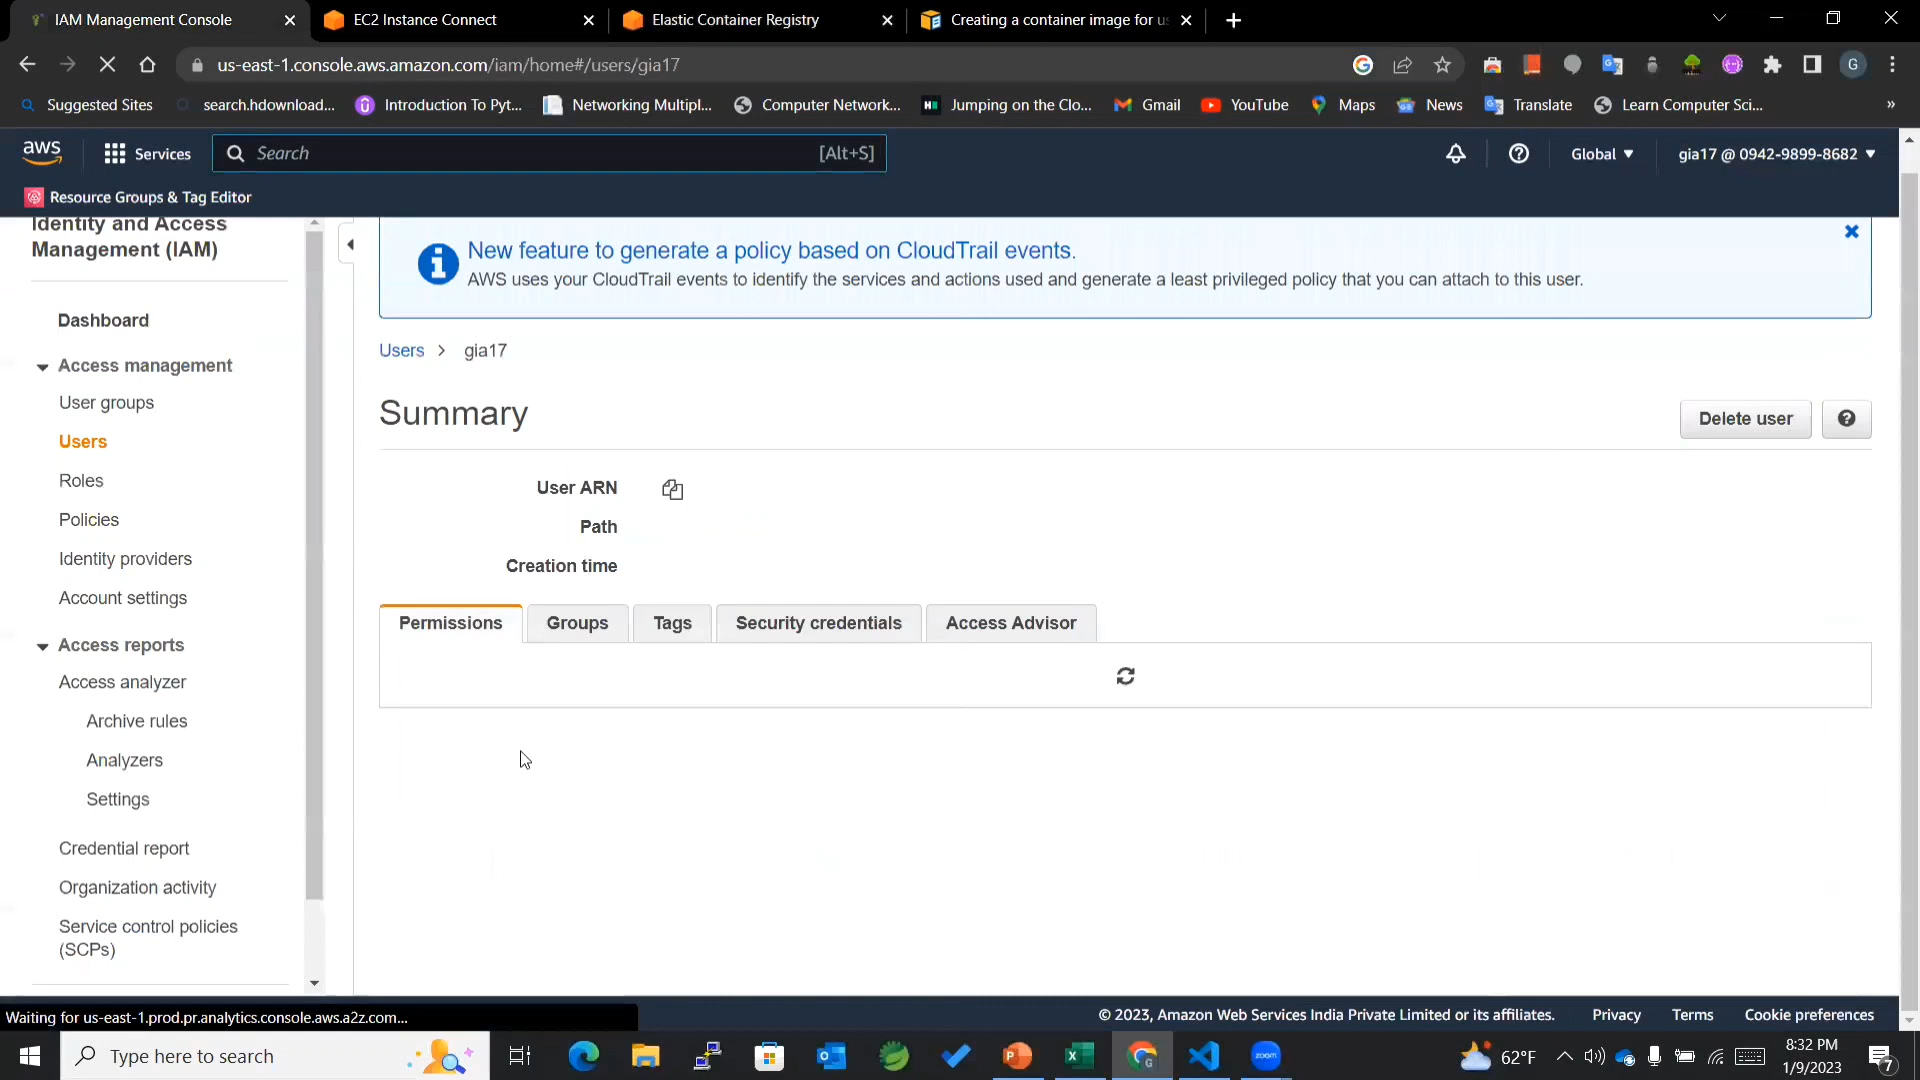 IAM Management Console
EC2 Instance Connect
Elastic Container Registry
Creating a container image for us
us-east-1.console.aws.amazon.com/iam/home#/users/gia17
G
Suggested Sites
search.hdownload...
Introduction To Pyt...
Networking Multipl...
Computer Network...
Jumping on the Clo...
Gmail
YouTube
Maps
News
Translate
Learn Computer Sci...
»
aws
Services
Search
[Alt+S]
Global
gia17 @ 0942-9899-8682
Resource Groups & Tag Editor
Identity and Access
Management (IAM)
Dashboard
Access management
User groups
Users
Roles
Policies
Identity providers
Account settings
Access reports
Access analyzer
Archive rules
Analyzers
Settings
Credential report
Organization activity
Service control policies
(SCPs)
New feature to generate a policy based on CloudTrail events.
AWS uses your CloudTrail events to identify the services and actions used and generate a least privileged policy that you can attach to this user.
Users > gia17
Summary
Delete user
User ARN
Path
Creation time
Permissions
Groups
Tags
Security credentials
Access Advisor
Waiting for us-east-1.prod.pr.analytics.console.aws.a2z.com...
© 2023, Amazon Web Services India Private Limited or its affiliates.
Privacy
Terms
Cookie preferences
Type here to search
zoom
62°F
8:32 PM
1/9/2023
7